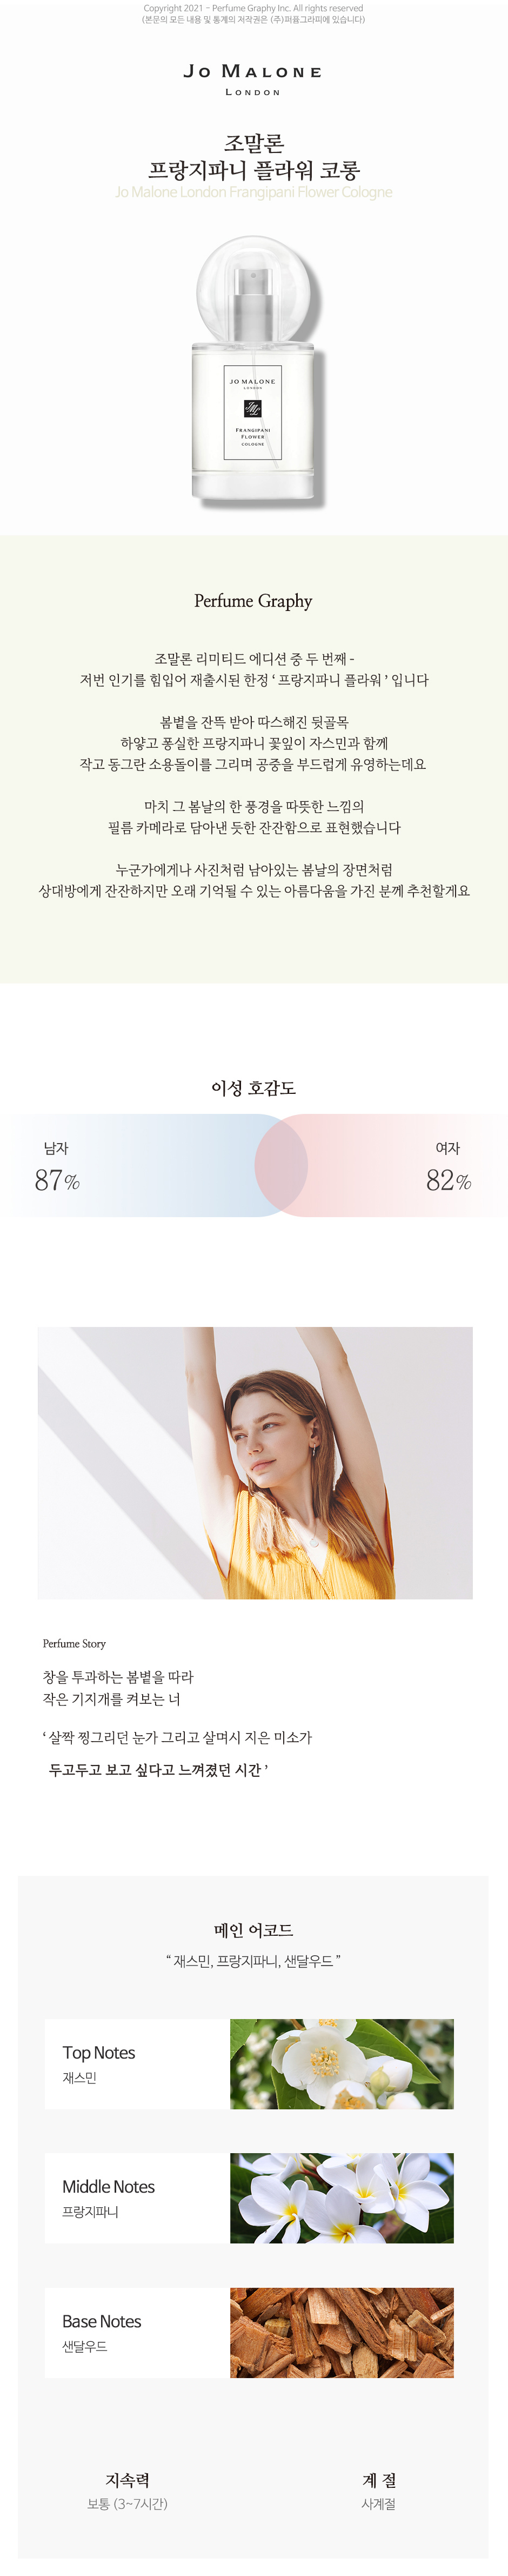 Copyright 2021 - Perfume Graphy Inc. All rights reserved
(본문의 모든 내용 및 통계의 저작권은 (주)퍼퓸그라피에 있습니다)
JO MALONE
LONDON
조말론
프랑지파니 플라워 코롱
Jo Malone London Frangipani Flower Cologne
JO MALONE
LONDON
JM
FRANGIPANI
FLOWER
COLOGNE
Perfume Graphy
조말론 리미티드 에디션 중 두 번째 -
저번 인기를 힘입어 재출시된 한정 ‘ 프랑지파니 플라워 ’ 입니다
봄볕을 잔뜩 받아 따스해진 뒷골목
하얗고 풍실한 프랑지파니 꽃잎이 자스민과 함께
작고 동그란 소용돌이를 그리며 공중을 부드럽게 유영하는데요
마치 그 봄날의 한 풍경을 따뜻한 느낌의
필름 카메라로 담아낸 듯한 잔잔함으로 표현했습니다
누군가에게나 사진처럼 남아있는 봄날의 장면처럼
상대방에게 잔잔하지만 오래 기억될 수 있는 아름다움을 가진 분께 추천할게요
이성 호감도
남자
여자
87%
82%
Perfume Story
창을 투과하는 봄볕을 따라
작은 기지개를 켜보는 너
‘ 살짝 찡그리던 눈가 그리고 살며시 지은 미소가
두고두고 보고 싶다고 느껴졌던 시간 ’
메인 어코드
“ 재스민, 프랑지파니, 샌달우드 ”
Top Notes
재스민
Middle Notes
프랑지파니
Base Notes
샌달우드
지속력
계 절
보통 (3~7시간)
사계절